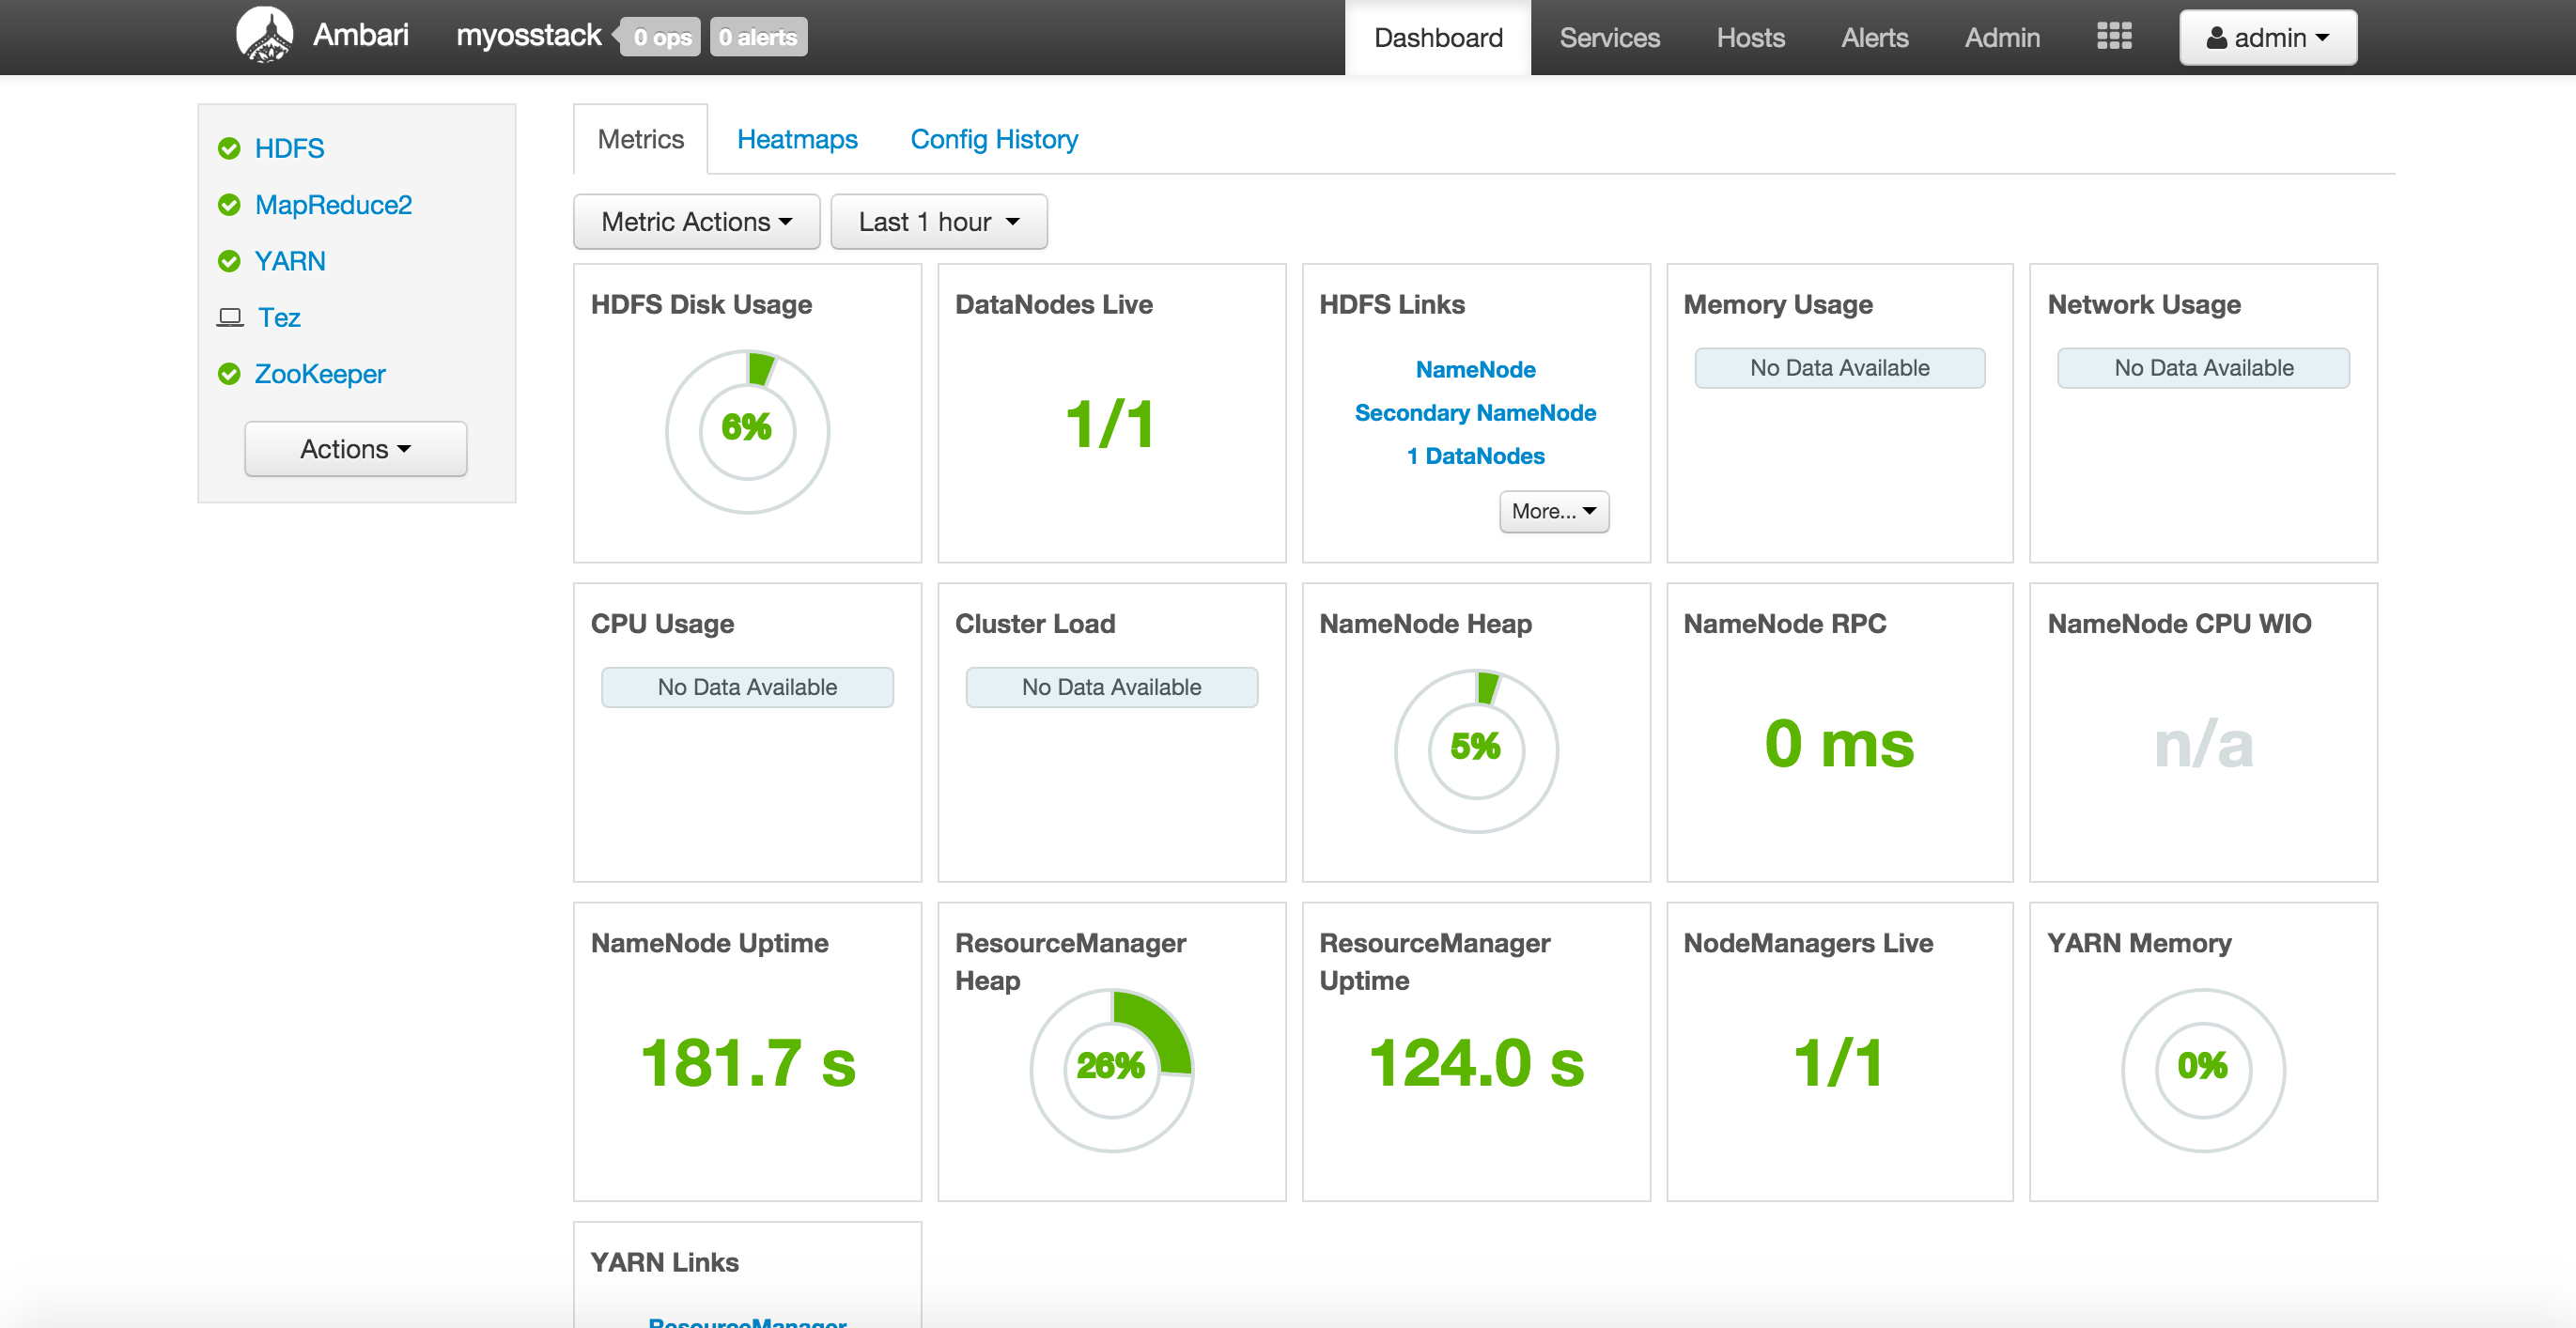 Ambari myosstack 0 ops 0 alerts Dashboard Services Hosts Alerts Admin admin
HDFS
MapReduce2
YARN
Tez
ZooKeeper
Actions
Metrics Heatmaps Config History
Metric Actions Last 1 hour
HDFS Disk Usage
6%
DataNodes Live
1/1
HDFS Links
NameNode
Secondary NameNode
1 DataNodes
More...
Memory Usage
No Data Available
Network Usage
No Data Available
CPU Usage
No Data Available
Cluster Load
No Data Available
NameNode Heap
5%
NameNode RPC
0 ms
NameNode CPU WIO
n/a
NameNode Uptime
181.7 s
ResourceManager
Heap
26%
ResourceManager
Uptime
124.0 s
NodeManagers Live
1/1
YARN Memory
0%
YARN Links
ResourceManager